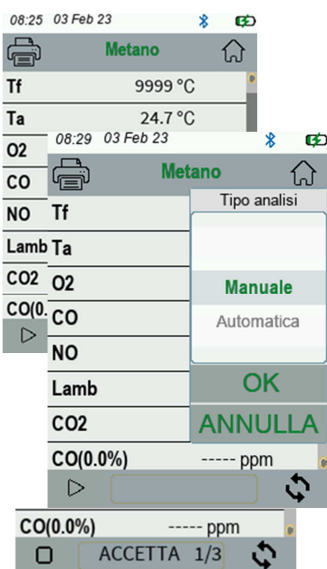 08:25 03 Feb 23
Metano
Tf 9999 °C
Ta 24.7 °C
O2
CO
NO
Lamb
CO2
CO(0.
08:29 03 Feb 23
Metano
Tf
Ta
O2
CO
NO
Lamb
CO2
CO(0.0%) ----- ppm
Tipo analisi
Manuale
Automatica
OK
ANNULLA
CO(0.0%) ----- ppm
ACCETTA 1/3